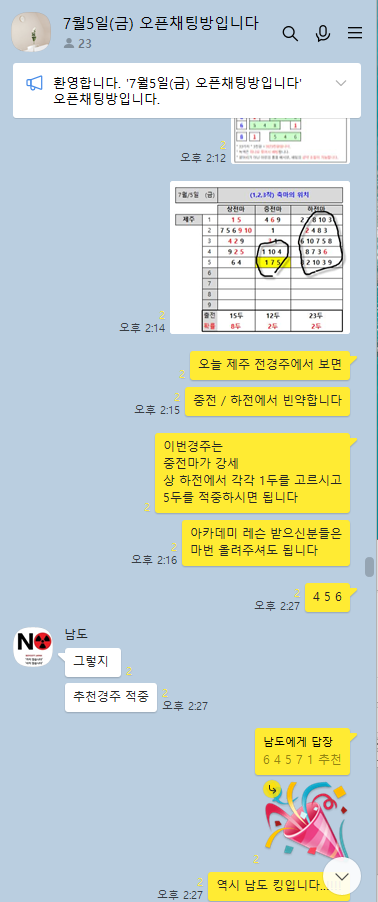 7월5일(금) 오픈채팅방입니다
23
환영합니다. '7월5일(금) 오픈채팅방입니다'
오픈채팅방입니다.
2
오후 2:12
7월/5일 (금) (1,2,3착) 축마의 위치
상전마 중전마 하전마
제주 1 1 5 4 6 9
2 7 5 6 9 10 1 2 4 8 3
3 4 2 9 6 10 7 5 8
4 9 2 5 1 10 4 8 7 3 6
5 6 4 1 7 5 8 2 10 3 9
6
7
8
9
출전 15두 12두 23두
확률 8두 2두 2두
2
오후 2:14
오늘 제주 전경주에서 보면
2
중전 / 하전에서 빈약합니다
2
오후 2:15
이번경주는
중전마가 강세
상 하전에서 각각 1두를 고르시고
5두를 적중하시면 됩니다
2
아카데미 레슨 받으신분들은
마번 올려주셔도 됩니다
2
오후 2:16
4 5 6
2
오후 2:27
NO
남도
그렇지
2
추천경주 적중
2
오후 2:27
남도에게 답장
6 4 5 7 1 추천
2
역시 남도 킹입니다...
2
오후 2:27